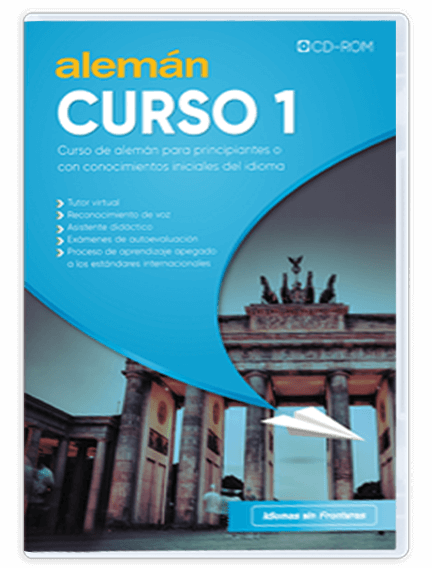 CD-ROM
alemán
CURSO 1
Curso de alemán para principiantes o
con conocimientos iniciales del idioma
Tutor virtual
Reconocimiento de voz
Asistente didáctico
Exámenes de autoevaluación
Proceso de aprendizaje apegado
a los estándares internacionales
Idiomas sin Fronteras